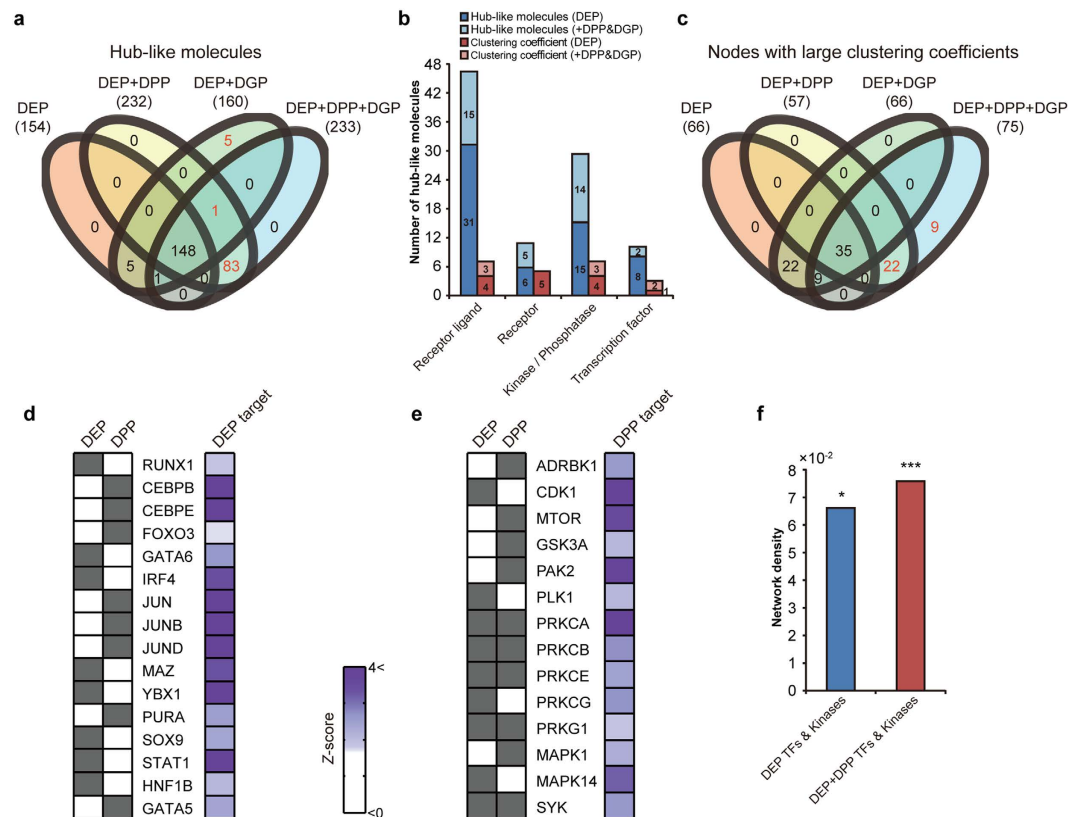 a
Hub-like molecules
DEP
(154)
DEP+DPP
(232)
DEP+DGP
(160)
DEP+DPP+DGP
(233)
0
5
0
0
0
0
0
0
1
148
5
83
1
0
0
b
Hub-like molecules (DEP)
Hub-like molecules (+DPP&DGP)
Clustering coefficient (DEP)
Clustering coefficient (+DPP&DGP)
Number of hub-like molecules
48
42
36
30
24
18
12
6
0
15
31
3
4
5
6
5
14
15
3
4
2
8
2
1
Receptor ligand
Receptor
Kinase / Phosphatase
Transcription factor
c
Nodes with large clustering coefficients
DEP
(66)
DEP+DPP
(57)
DEP+DGP
(66)
DEP+DPP+DGP
(75)
0
0
0
0
0
0
9
0
0
35
22
22
9
0
0
d
DEP
DPP
DEP target
RUNX1
CEBPB
CEBPE
FOXO3
GATA6
IRF4
JUN
JUNB
JUND
MAZ
YBX1
PURA
SOX9
STAT1
HNF1B
GATA5
Z-score
4<
<0
e
DEP
DPP
DPP target
ADRBK1
CDK1
MTOR
GSK3A
PAK2
PLK1
PRKCA
PRKCB
PRKCE
PRKCG
PRKG1
MAPK1
MAPK14
SYK
f
×10-2
Network density
8
7
6
5
4
3
2
1
0
*
***
DEP TFs & Kinases
DEP+DPP TFs & Kinases